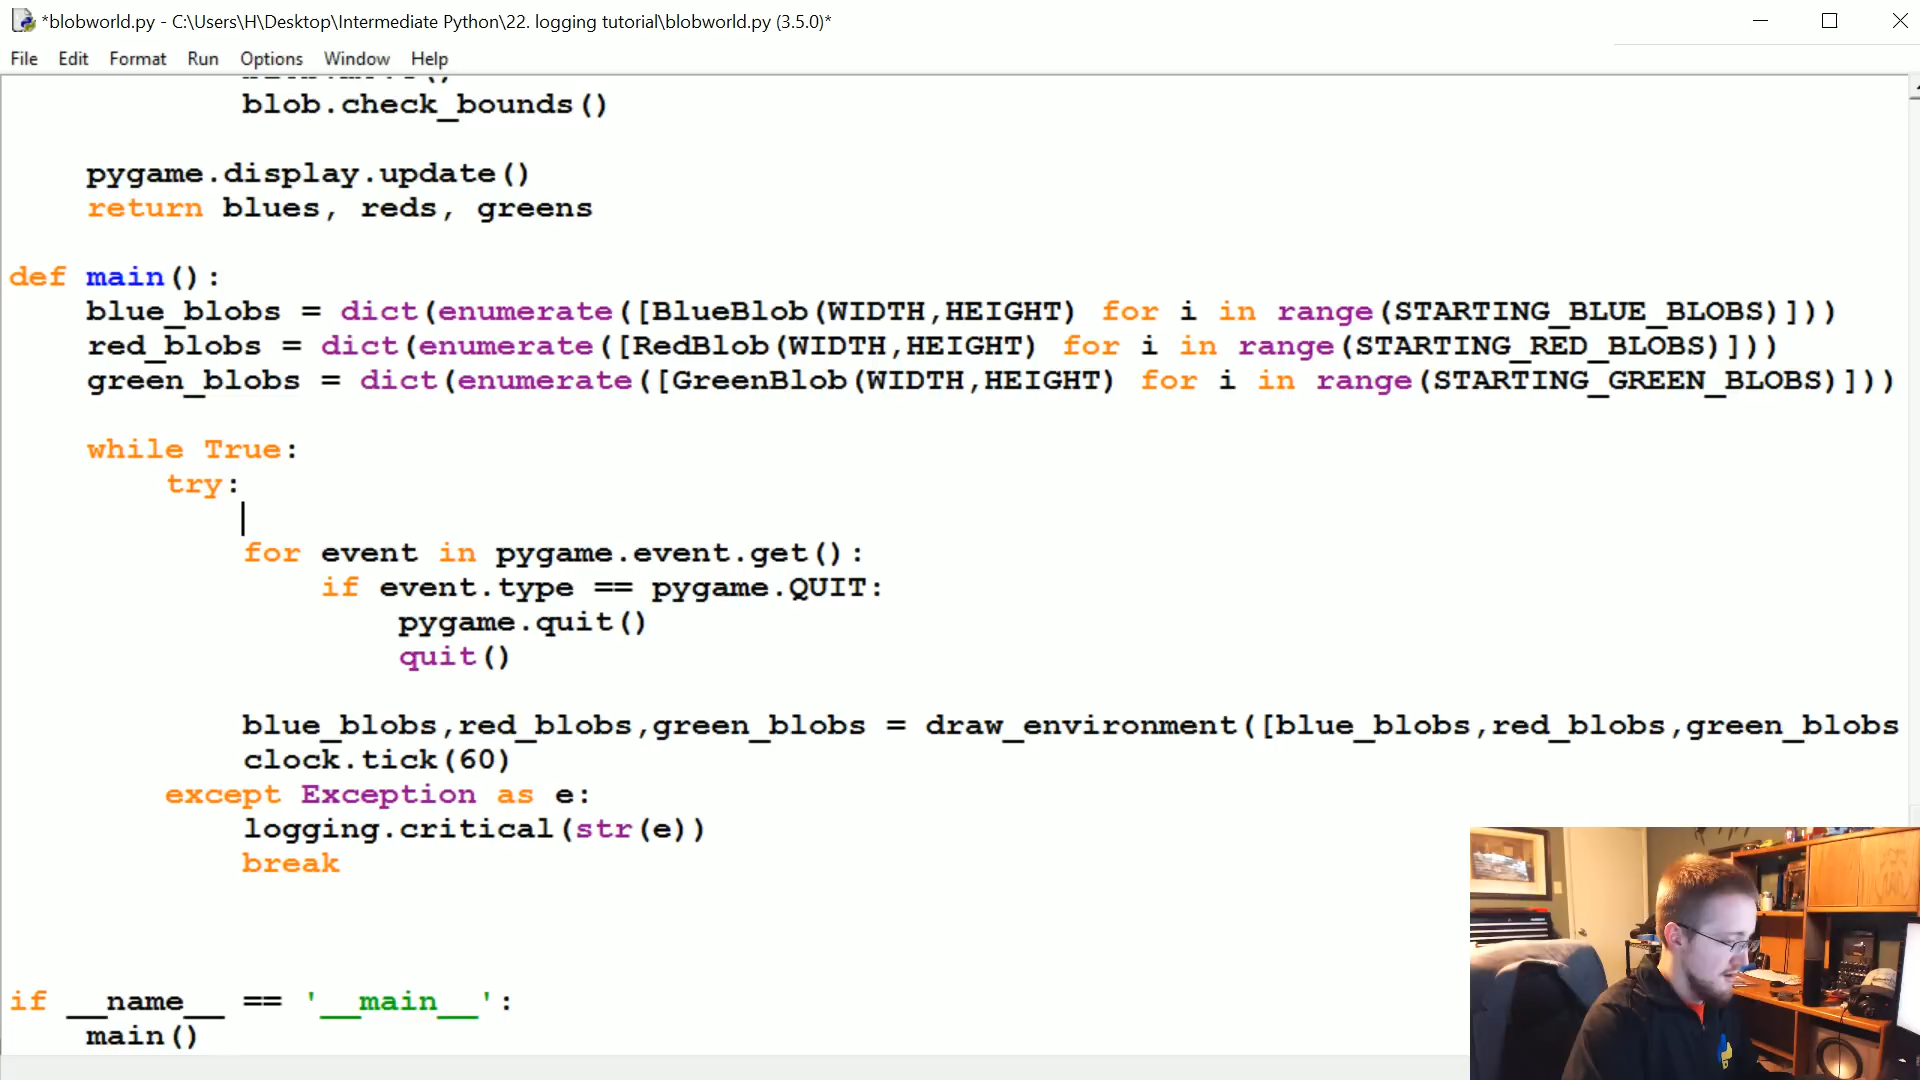 *blobworld.py - C:\Users\H\Desktop\Intermediate Python\22. logging tutorial\blobworld.py (3.5.0)*
File Edit Format Run Options Window Help
blob.check_bounds()
pygame.display.update()
return blues, reds, greens
def main():
blue_blobs = dict(enumerate([BlueBlob(WIDTH,HEIGHT) for i in range(STARTING_BLUE_BLOBS)]))
red_blobs = dict(enumerate([RedBlob(WIDTH,HEIGHT) for i in range(STARTING_RED_BLOBS)]))
green_blobs = dict(enumerate([GreenBlob(WIDTH,HEIGHT) for i in range(STARTING_GREEN_BLOBS)]))
while True:
try:
for event in pygame.event.get():
if event.type == pygame.QUIT:
pygame.quit()
quit()
blue_blobs,red_blobs,green_blobs = draw_environment([blue_blobs,red_blobs,green_blobs
clock.tick(60)
except Exception as e:
logging.critical(str(e))
break
if __name__ == '__main__':
main()